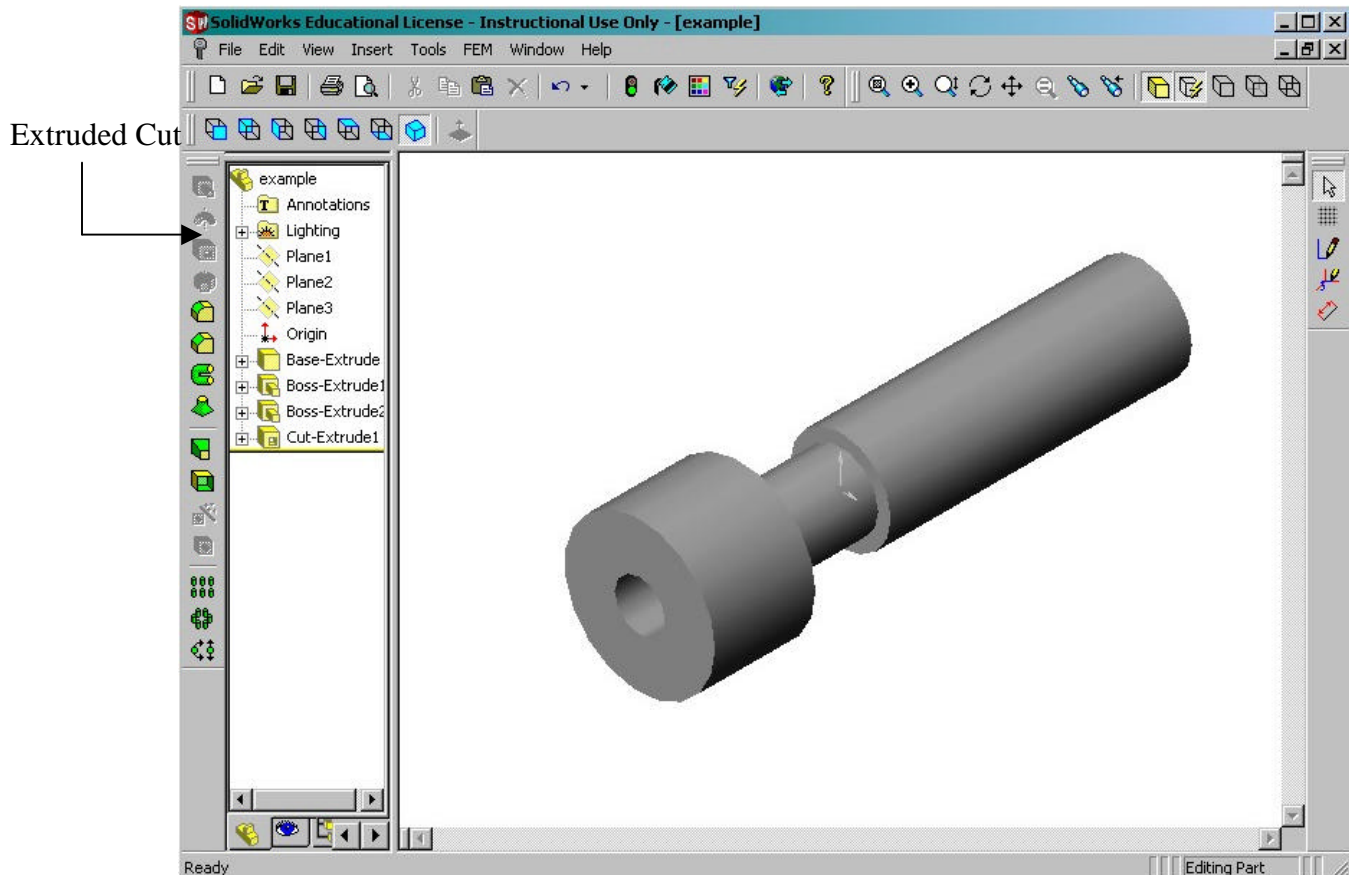 SolidWorks Educational License - Instructional Use Only - [example]
File Edit View Insert Tools FEM Window Help
Extruded Cut
example
Annotations
Lighting
Plane1
Plane2
Plane3
Origin
Base-Extrude
Boss-Extrude1
Boss-Extrude2
Cut-Extrude1
Ready
Editing Part